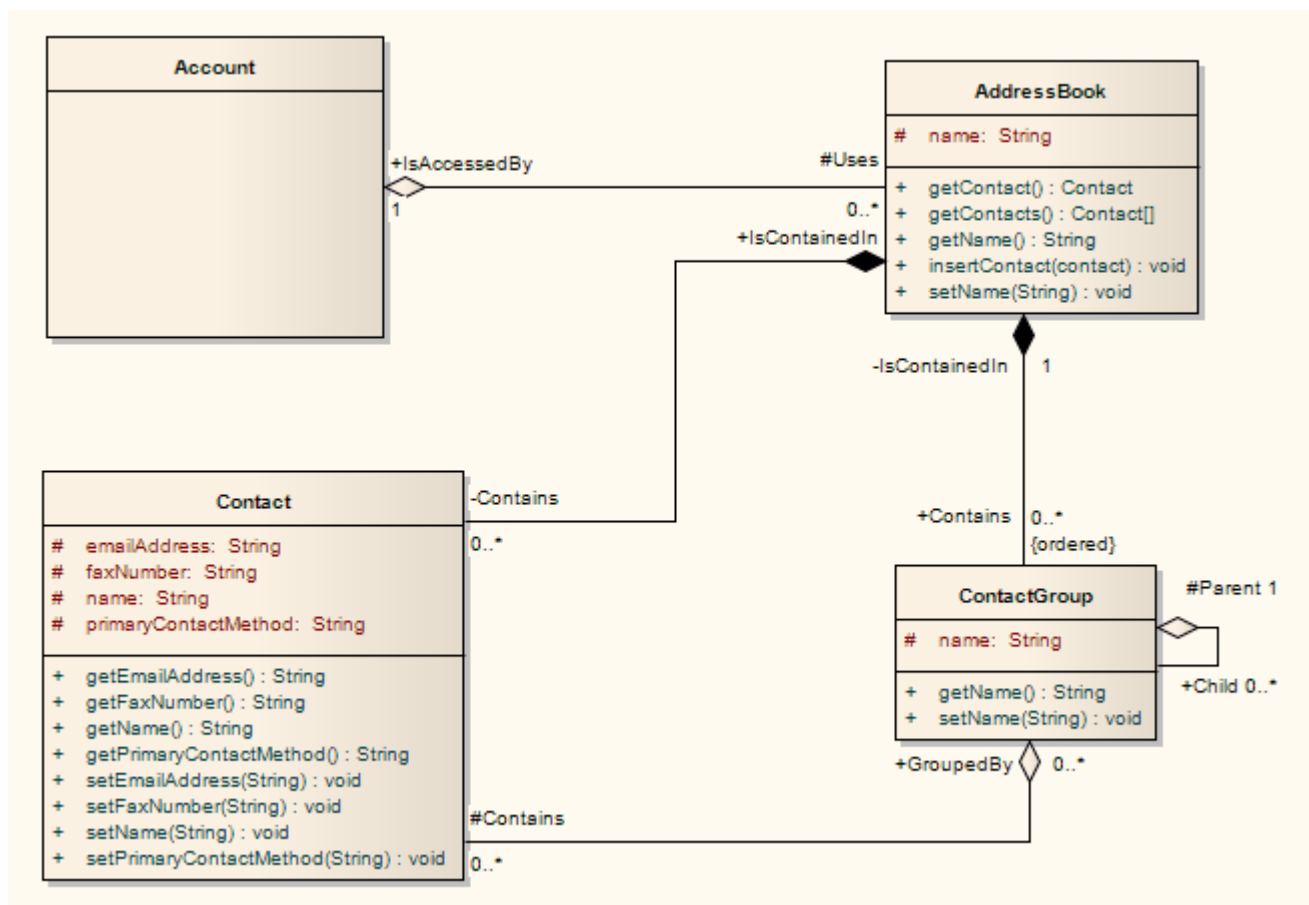 Account
AddressBook
# name: String
+ getContact() : Contact
+ getContacts() : Contact[]
+ getName() : String
+ insertContact(contact) : void
+ setName(String) : void
+IsAccessedBy
1
#Uses
0..*
+IsContainedIn
-IsContainedIn 1
Contact
# emailAddress: String
# faxNumber: String
# name: String
# primaryContactMethod: String
+ getEmailAddress() : String
+ getFaxNumber() : String
+ getName() : String
+ getPrimaryContactMethod() : String
+ setEmailAddress(String) : void
+ setFaxNumber(String) : void
+ setName(String) : void
+ setPrimaryContactMethod(String) : void
-Contains
0..*
+Contains 0..*
{ordered}
ContactGroup
# name: String
+ getName() : String
+ setName(String) : void
#Parent 1
+Child 0..*
+GroupedBy 0..*
#Contains
0..*